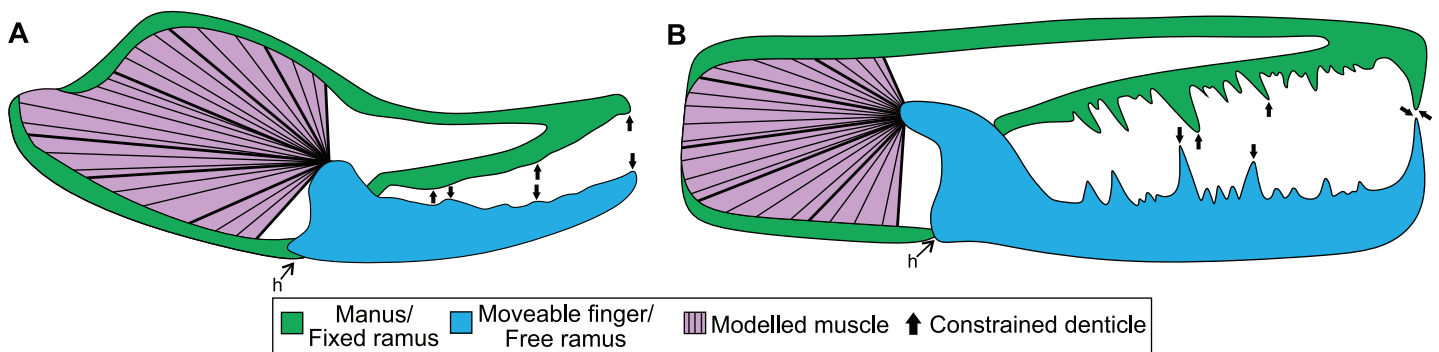 A
B
h
h
Manus/
Fixed ramus
Moveable finger/
Free ramus
Modelled muscle
Constrained denticle